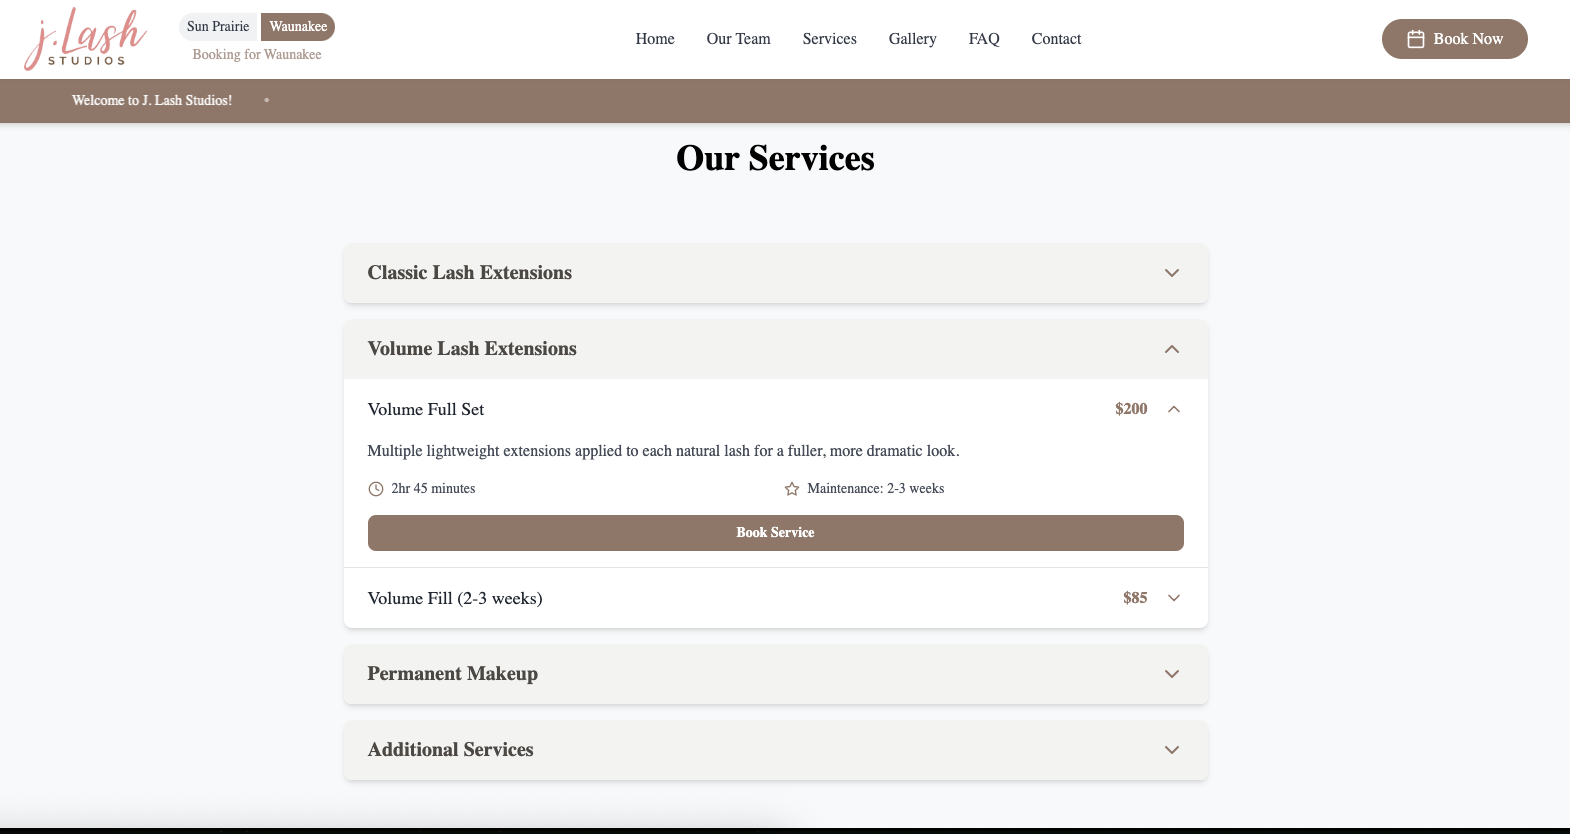 j.Lash
STUDIOS
Sun Prairie Waunakee
Booking for Waunakee
Home Our Team Services Gallery FAQ Contact
Book Now
Welcome to J. Lash Studios! •
Our Services
Classic Lash Extensions
Volume Lash Extensions
Volume Full Set $200
Multiple lightweight extensions applied to each natural lash for a fuller, more dramatic look.
2hr 45 minutes Maintenance: 2-3 weeks
Book Service
Volume Fill (2-3 weeks) $85
Permanent Makeup
Additional Services